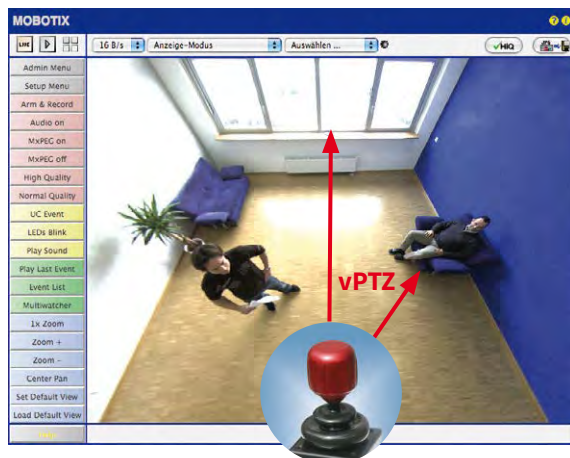 MOBOTIX
LIVE
16 B/s
Anzeige-Modus
Auswählen ...
HiQ
Admin Menu
Setup Menu
Arm & Record
Audio on
MxPEG on
MxPEG off
High Quality
Normal Quality
UC Event
LEDs Blink
Play Sound
Play Last Event
Event List
Multiwatcher
1x Zoom
Zoom +
Zoom -
Center Pan
Set Default View
Load Default View
vPTZ